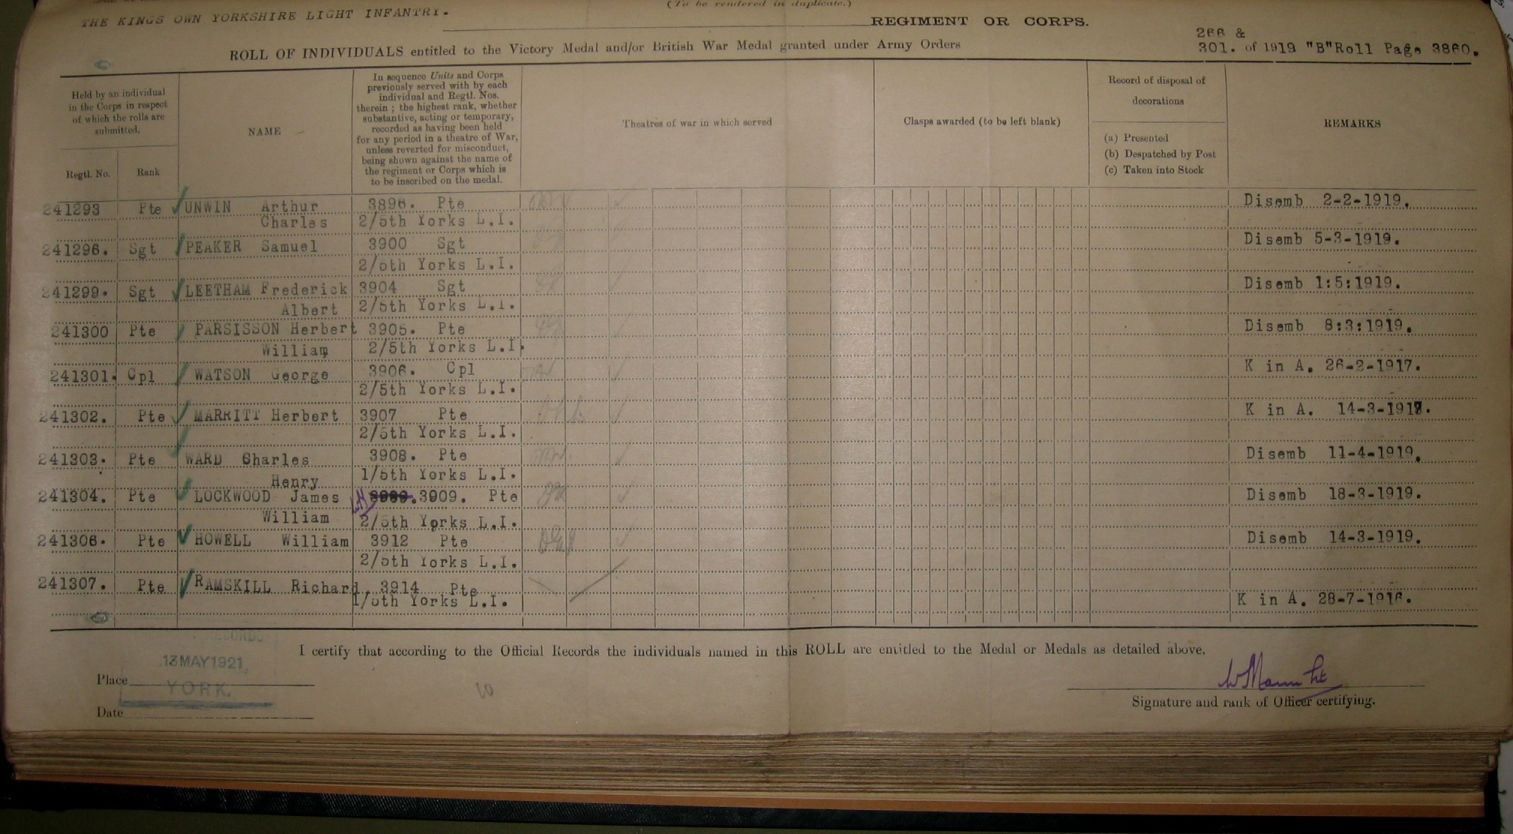 (To be rendered in duplicate.)
THE KINGS OWN YORKSHIRE LIGHT INFANTRY.
REGIMENT OR CORPS.
ROLL OF INDIVIDUALS entitled to the Victory Medal and/or British War Medal granted under Army Orders
266 &
301. of 1919 "B"Roll Page 3860.
Held by an individual
in the Corps in respect
of which the rolls are
submitted.
Regtl. No.
Rank
NAME
In sequence Units and Corps
previously served with by each
individual and Regtl. Nos.
therein; the highest rank, whether
substantive, acting or temporary,
recorded as having been held
for any period in a theatre of War,
unless reverted for misconduct,
being shown against the name of
the regiment or Corps which is
to be inscribed on the medal.
Theatres of war in which served
Clasps awarded (to be left blank)
Record of disposal of
decorations
(a) Presented
(b) Despatched by Post
(c) Taken into Stock
REMARKS
241293 Pte UNWIN Arthur 3896. Pte Disemb 2-2-1919.
Charles 2/5th Yorks L.I.
241296. Sgt PEAKER Samuel 3900 Sgt Disemb 5-3-1919.
2/5th Yorks L.I.
241299. Sgt LEETHAM Frederick 3904 Sgt Disemb 1:5:1919.
Albert 2/5th Yorks L.I.
241300 Pte PARSISSON Herbert 3905. Pte Disemb 8:3:1919.
William 2/5th Yorks L.I.
241301. Cpl WATSON George 3906. Cpl K in A. 26-2-1917.
2/5th Yorks L.I.
241302. Pte MARRITT Herbert 3907 Pte K in A. 14-3-1917.
2/5th Yorks L.I.
241303. Pte WARD Charles 3908. Pte Disemb 11-4-1919.
Henry 1/5th Yorks L.I.
241304. Pte LOCKWOOD James 3909. Pte Disemb 18-3-1919.
William 2/5th Yorks L.I.
241306. Pte HOWELL William 3912 Pte Disemb 14-3-1919.
2/5th Yorks L.I.
241307. Pte RAMSKILL Richard. 3914 Pte
1/5th Yorks L.I. K in A. 28-7-1916.
I certify that according to the Official Records the individuals named in this ROLL are entitled to the Medal or Medals as detailed above.
RECORDS
13 MAY 1921
YORK.
Place
Date
Signature and rank of Officer certifying.